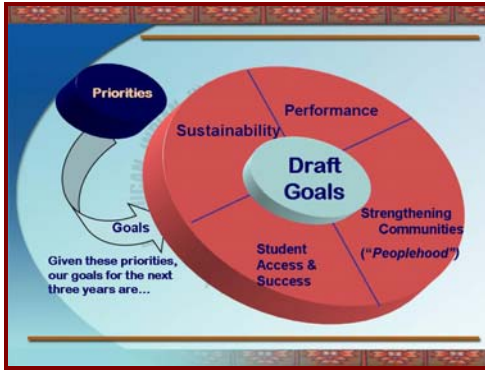 Priorities
Performance
Sustainability
Draft
Goals
Strengthening
Communities
("Peoplehood")
Student
Access &
Success
Goals
Given these priorities,
our goals for the next
three years are...